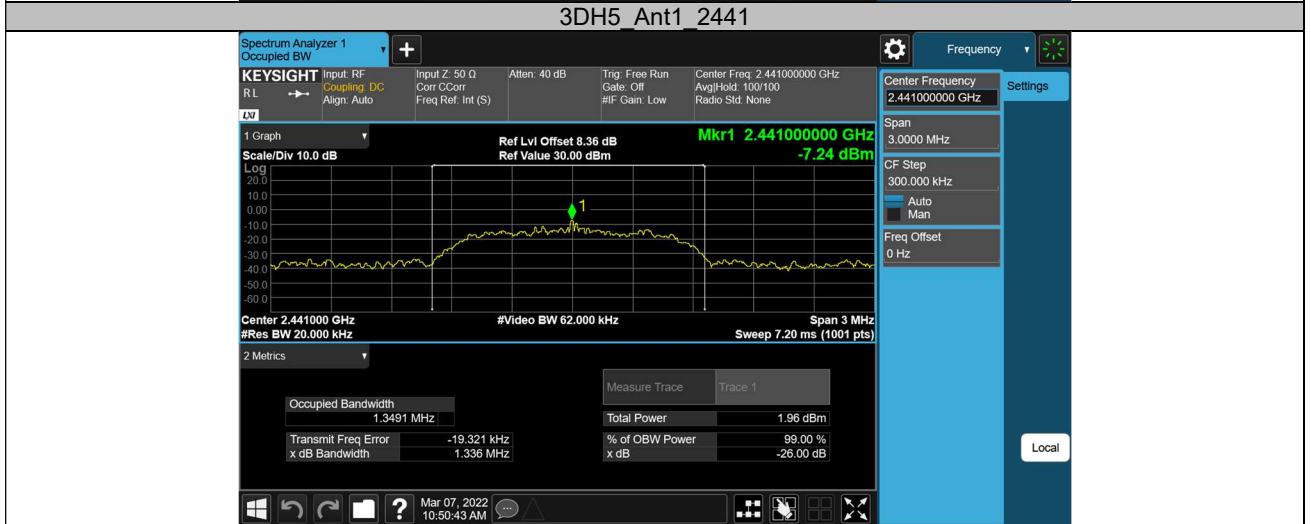 3DH5_Ant1_2441
Spectrum Analyzer 1
Occupied BW
Frequency
KEYSIGHT
RL
LXI
Input: RF
Coupling: DC
Align: Auto
Input Z: 50 Ω
Corr CCorr
Freq Ref: Int (S)
Atten: 40 dB
Trig: Free Run
Gate: Off
#IF Gain: Low
Center Freq: 2.441000000 GHz
Avg|Hold: 100/100
Radio Std: None
Center Frequency
2.441000000 GHz
Settings
Span
3.0000 MHz
CF Step
300.000 kHz
Auto
Man
Freq Offset
0 Hz
1 Graph
Scale/Div 10.0 dB
Ref Lvl Offset 8.36 dB
Ref Value 30.00 dBm
Mkr1 2.441000000 GHz
-7.24 dBm
Log
20.0
10.0
0.00
-10.0
-20.0
-30.0
-40.0
-50.0
-60.0
1
Center 2.441000 GHz
#Res BW 20.000 kHz
#Video BW 62.000 kHz
Span 3 MHz
Sweep 7.20 ms (1001 pts)
2 Metrics
Measure Trace Trace 1
Occupied Bandwidth
1.3491 MHz
Total Power 1.96 dBm
Transmit Freq Error -19.321 kHz
% of OBW Power 99.00 %
x dB Bandwidth 1.336 MHz
x dB -26.00 dB
Local
?
Mar 07, 2022
10:50:43 AM